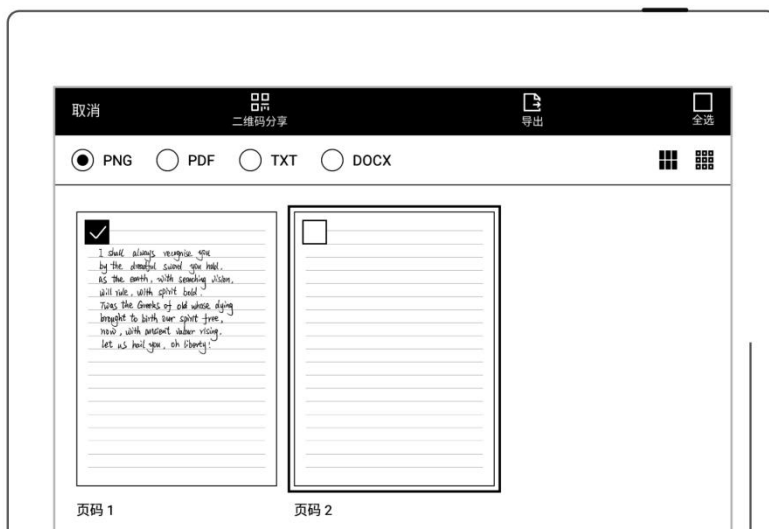 取消
二维码分享
导出
全选
PNG PDF TXT DOCX
I shall always recognise you
by the dreadful sword you hold.
As the earth, with searching vision,
will rule, with spirit bold.
Twas the Greeks of old whose dying
brought to birth our spirit free,
now, with ancient valour rising.
let us hail you, oh liberty!
页码 1
页码 2